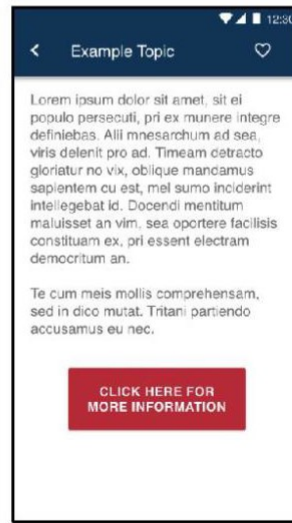 12:30
Example Topic
Lorem ipsum dolor sit amet, sit ei
populo persecuti, pri ex munere integre
definiebas. Alii mnesarchum ad sea,
viris delenit pro ad. Timeam detracto
gloriatur no vix, oblique mandamus
sapientem cu est, mel sumo inciderint
intellegebat id. Docendi mentitum
maluisset an vim, sea oportere facilisis
constituam ex, pri essent electram
democritum an.
Te cum meis mollis comprehensam,
sed in dico mutat. Tritani partiendo
accusamus eu nec.
CLICK HERE FOR
MORE INFORMATION